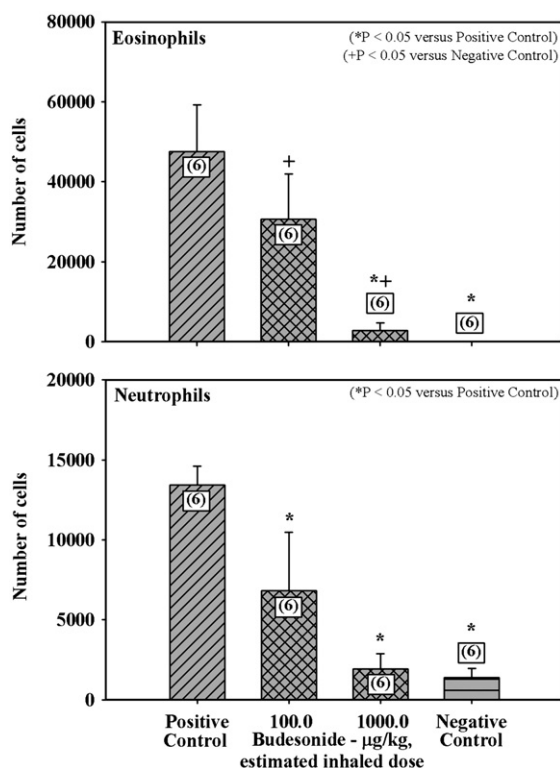 80000
Eosinophils
(*P < 0.05 versus Positive Control)
(+P < 0.05 versus Negative Control)
60000
40000
20000
0
Number of cells
(6)
+
(6)
*+
(6)
*
(6)
20000
Neutrophils
(*P < 0.05 versus Positive Control)
15000
10000
5000
0
Number of cells
(6)
*
(6)
*
(6)
*
(6)
Positive Control
100.0
1000.0
Negative Control
Budesonide - μg/kg,
estimated inhaled dose